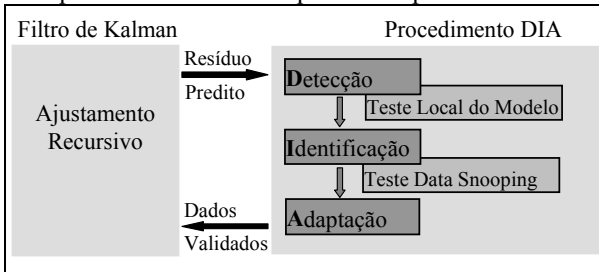 Filtro de Kalman
Procedimento DIA
Ajustamento
Recursivo
Resíduo
Predito
Detecção
Teste Local do Modelo
Identificação
Teste Data Snooping
Adaptação
Dados
Validados